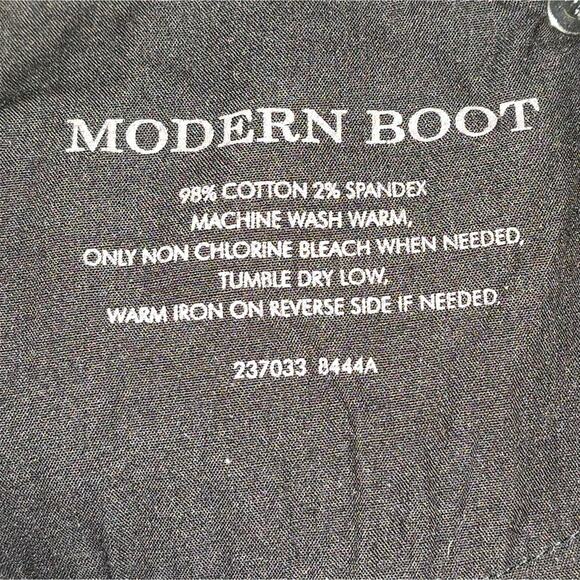 MODERN BOOT
98% COTTON 2% SPANDEX
MACHINE WASH WARM,
ONLY NON CHLORINE BLEACH WHEN NEEDED,
TUMBLE DRY LOW,
WARM IRON ON REVERSE SIDE IF NEEDED.
237033 8444A